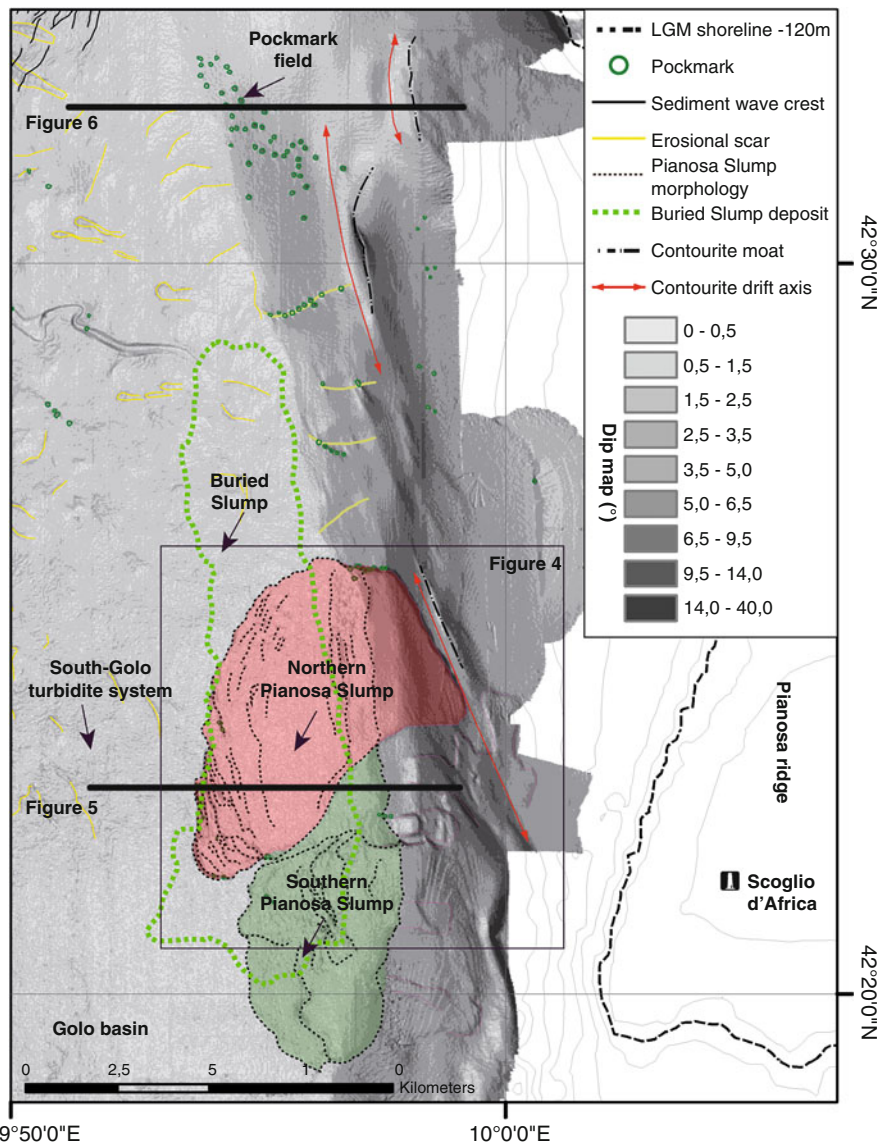 Pockmark
field
Figure 6
LGM shoreline -120m
Pockmark
Sediment wave crest
Erosional scar
Pianosa Slump
morphology
Buried Slump deposit
Contourite moat
Contourite drift axis
Dip map (°)
0 - 0,5
0,5 - 1,5
1,5 - 2,5
2,5 - 3,5
3,5 - 5,0
5,0 - 6,5
6,5 - 9,5
9,5 - 14,0
14,0 - 40,0
42°30'0"N
Buried
Slump
Figure 4
South-Golo
turbidite system
Northern
Pianosa Slump
Pianosa ridge
Figure 5
Southern
Pianosa Slump
Scoglio
d'Africa
42°20'0"N
Golo basin
0 2,5 5 1 0
Kilometers
9°50'0"E 10°0'0"E